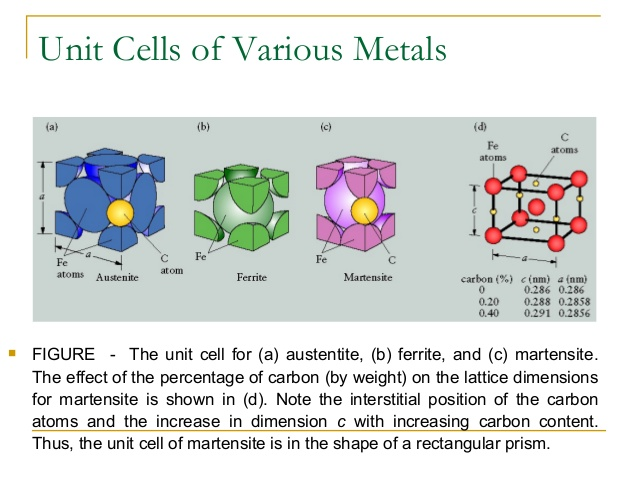 Unit Cells of Various Metals
(a)
(b)
(c)
(d)
Fe
atoms
C
atoms
a
a
Fe
atoms
Austenite
C
atom
Fe
Ferrite
Fe
C
Martensite
c
a
carbon (%) c (nm) a (nm)
0 0.286 0.286
0.20 0.288 0.2858
0.40 0.291 0.2856
FIGURE - The unit cell for (a) austentite, (b) ferrite, and (c) martensite.
The effect of the percentage of carbon (by weight) on the lattice dimensions
for martensite is shown in (d). Note the interstitial position of the carbon
atoms and the increase in dimension c with increasing carbon content.
Thus, the unit cell of martensite is in the shape of a rectangular prism.